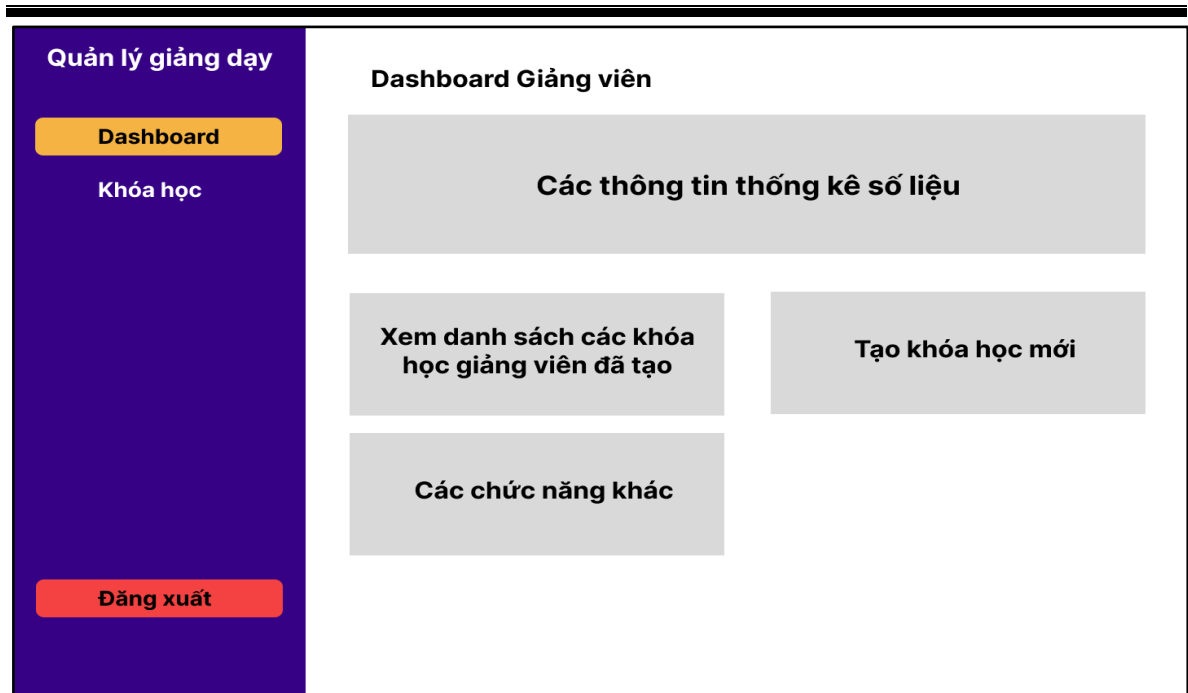 Quản lý giảng dạy
Dashboard
Khóa học
Đăng xuất
Dashboard Giảng viên
Các thông tin thống kê số liệu
Xem danh sách các khóa
học giảng viên đã tạo
Tạo khóa học mới
Các chức năng khác